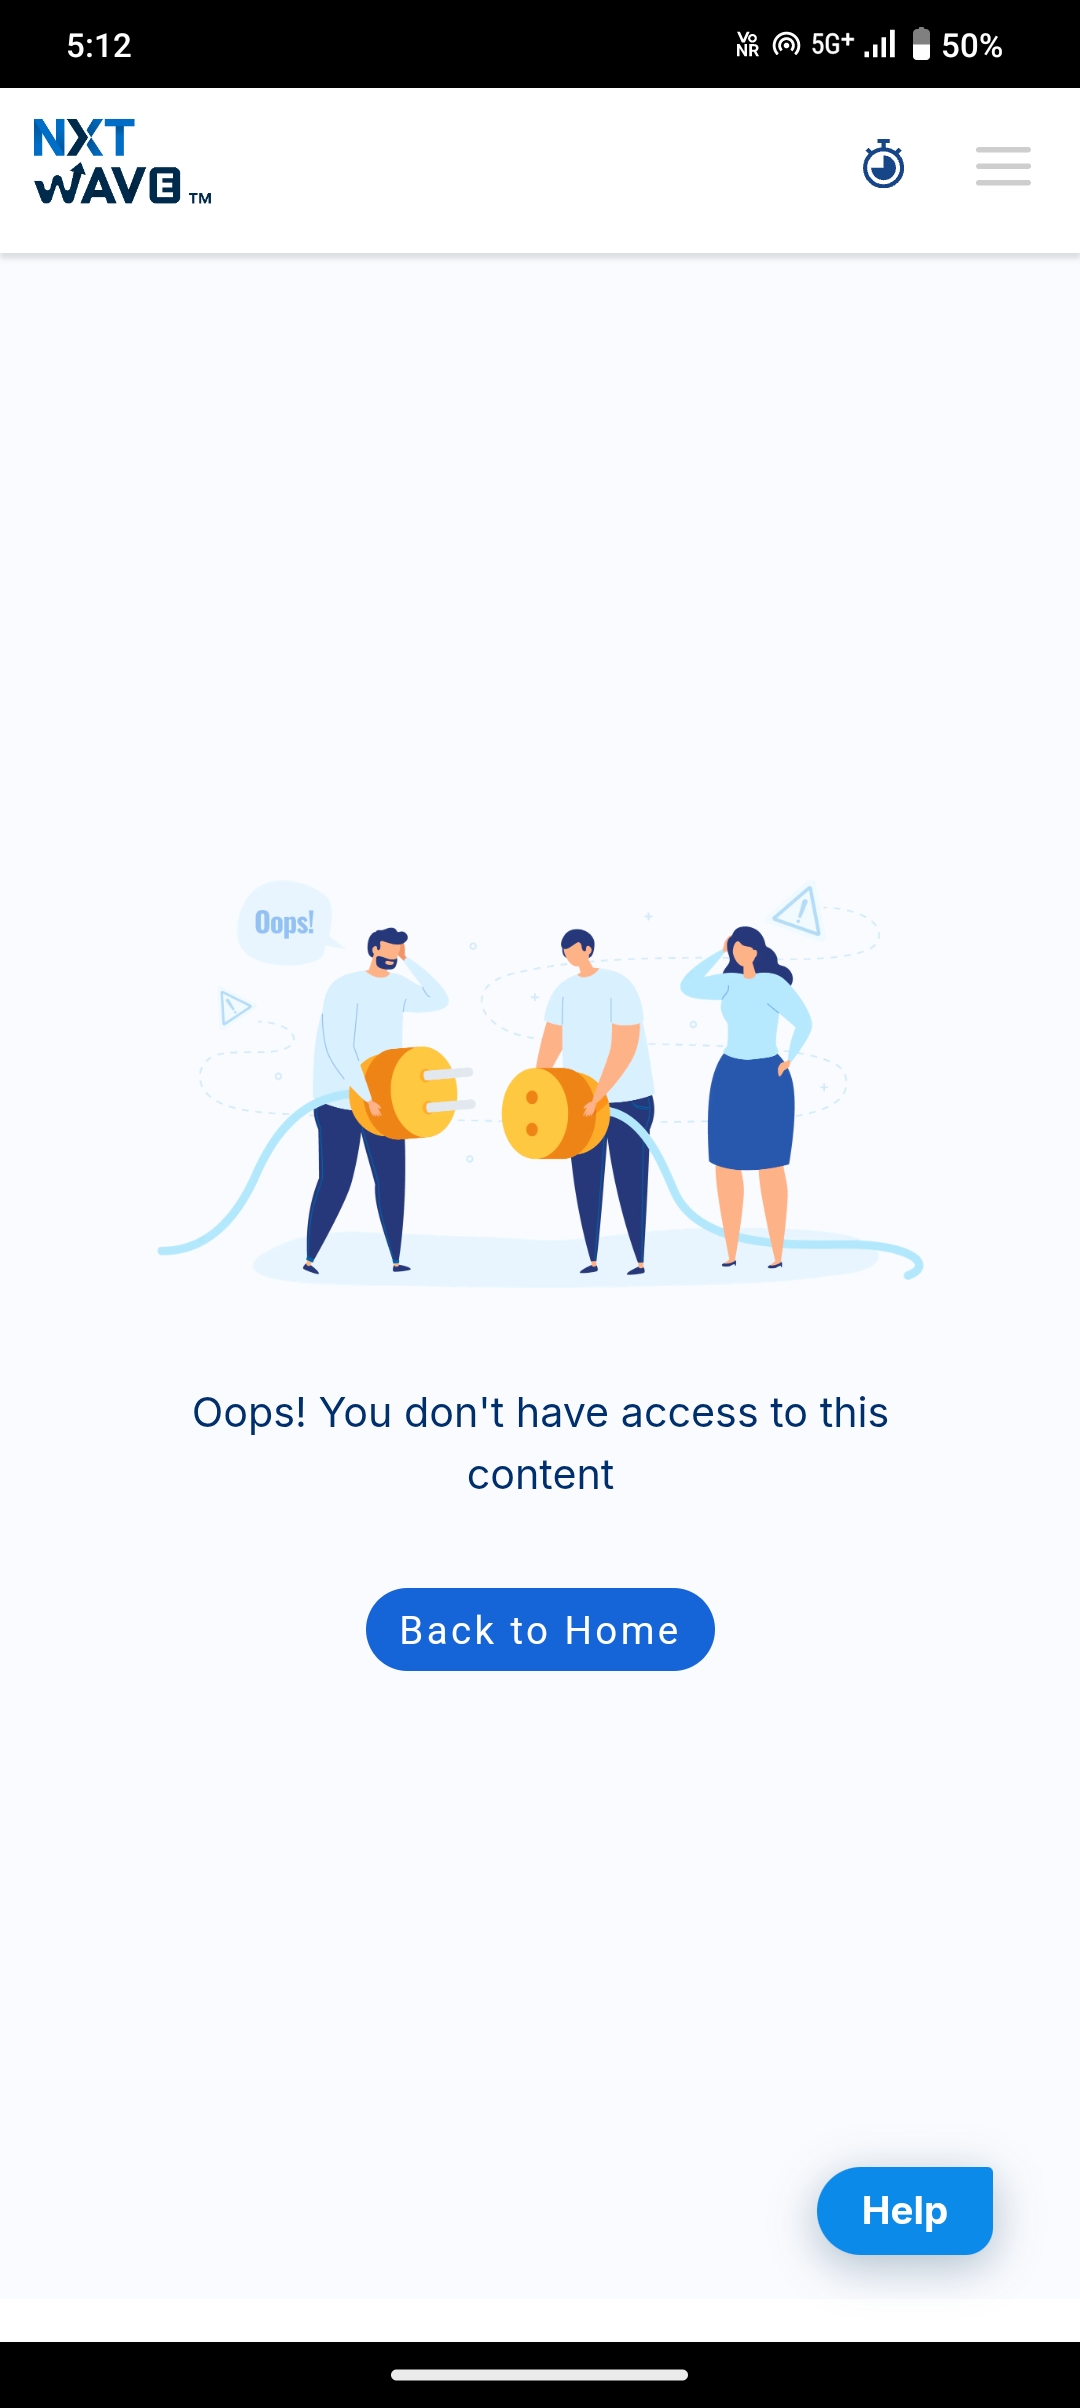 5:12
Vo
NR
5G+
50%
NXT
WAVE TM
Oops!
Oops! You don't have access to this
content
Back to Home
Help